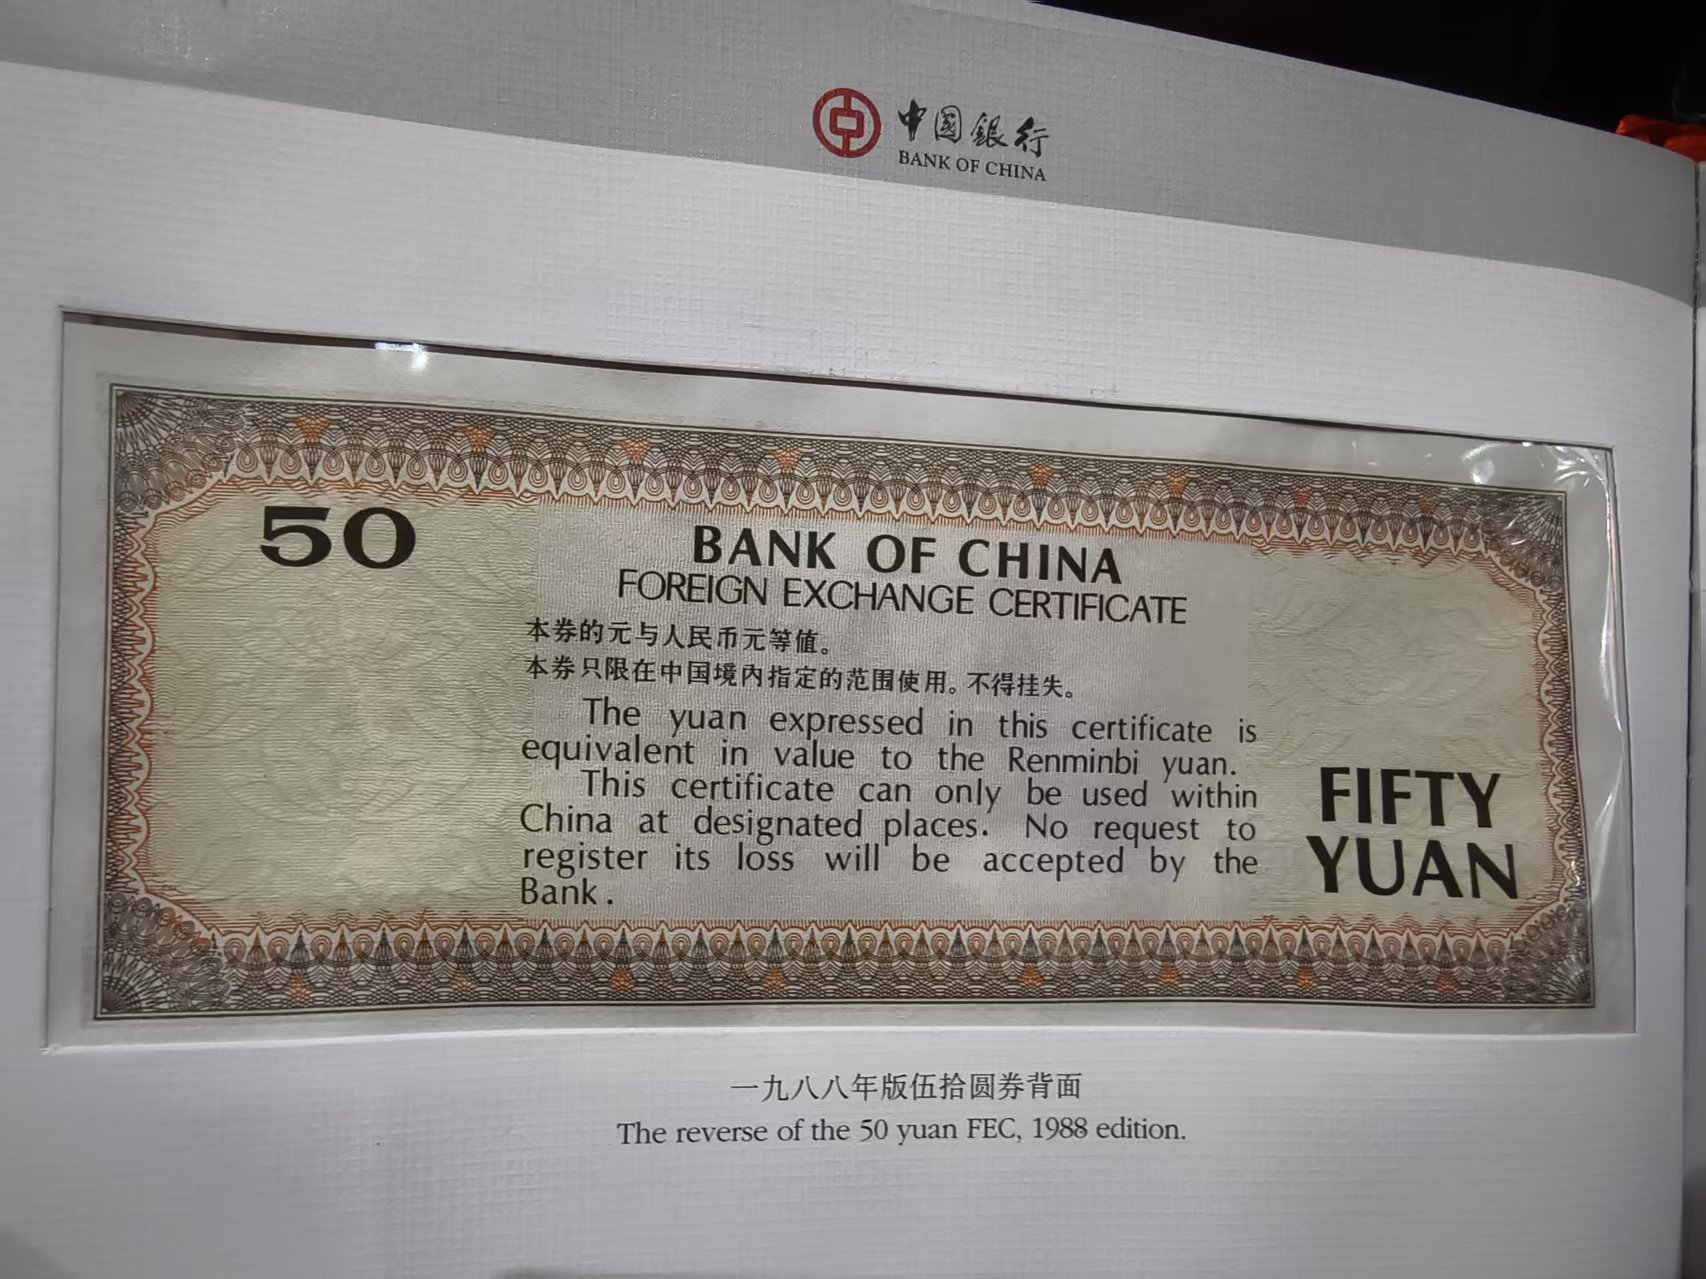 中國銀行
BANK OF CHINA
50
BANK OF CHINA
FOREIGN EXCHANGE CERTIFICATE
本券的元与人民币元等値。
本券只限在中国境内指定的范围使用。不得挂失。
The yuan expressed in this certificate is
equivalent in value to the Renminbi yuan.
This certificate can only be used within
China at designated places. No request to
register its loss will be accepted by the
Bank.
FIFTY
YUAN
一九八八年版伍拾圆券背面
The reverse of the 50 yuan FEC, 1988 edition.